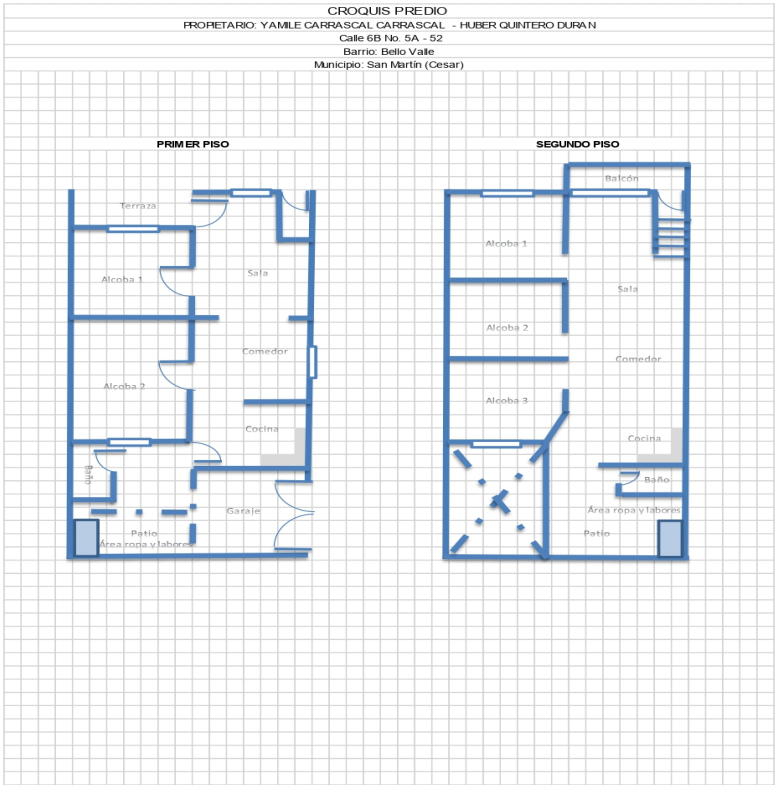 CROQUIS PREDIO
PROPIETARIO: YAMILE CARRASCAL CARRASCAL - HUBER QUINTERO DURAN
Calle 6B No. 5A - 52
Barrio: Bello Valle
Municipio: San Martín (Cesar)
PRIMER PISO
Terraza
Alcoba 1
Sala
Comedor
Alcoba 2
Cocina
Baño
Garaje
Patio
Área ropa y labores
SEGUNDO PISO
Balcón
Alcoba 1
Sala
Alcoba 2
Comedor
Alcoba 3
Cocina
Baño
Área ropa y labores
Patio